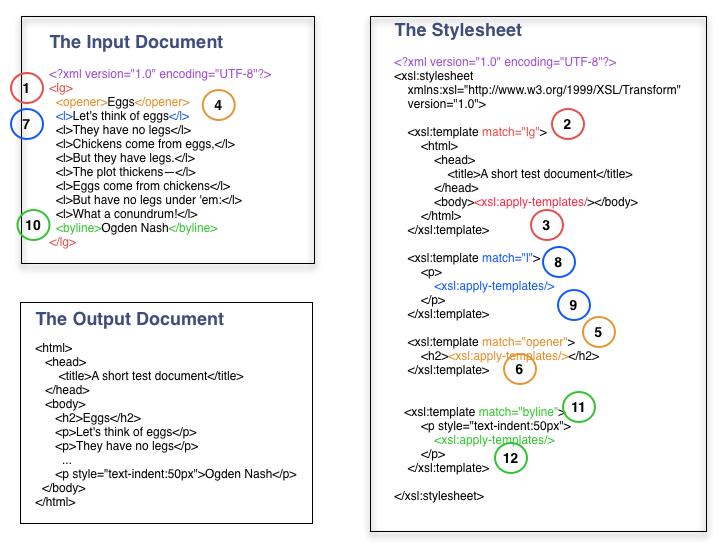 The Input Document
<?xml version="1.0" encoding="UTF-8"?>
1
<lg>
<opener>Eggs</opener>
4
<l>Let's think of eggs</l>
7
<l>They have no legs</l>
<l>Chickens come from eggs,</l>
<l>But they have legs.</l>
<l>The plot thickens—</l>
<l>Eggs come from chickens</l>
<l>But have no legs under 'em:</l>
<l>What a conundrum!</l>
10
<byline>Ogden Nash</byline>
</lg>
The Output Document
<html>
<head>
<title>A short test document</title>
</head>
<body>
<h2>Eggs</h2>
<p>Let's think of eggs</p>
<p>They have no legs</p>
...
<p style="text-indent:50px">Ogden Nash</p>
</body>
</html>
The Stylesheet
<?xml version="1.0" encoding="UTF-8"?>
<xsl:stylesheet
xmlns:xsl="http://www.w3.org/1999/XSL/Transform"
version="1.0">
<xsl:template match="lg">
2
<html>
<head>
<title>A short test document</title>
</head>
<body><xsl:apply-templates/></body>
</html>
3
</xsl:template>
<xsl:template match="l">
8
<p>
<xsl:apply-templates/>
</p>
9
</xsl:template>
5
<xsl:template match="opener">
<h2><xsl:apply-templates/></h2>
</xsl:template>
6
<xsl:template match="byline">
11
<p style="text-indent:50px">
<xsl:apply-templates/>
</p>
12
</xsl:template>
</xsl:stylesheet>